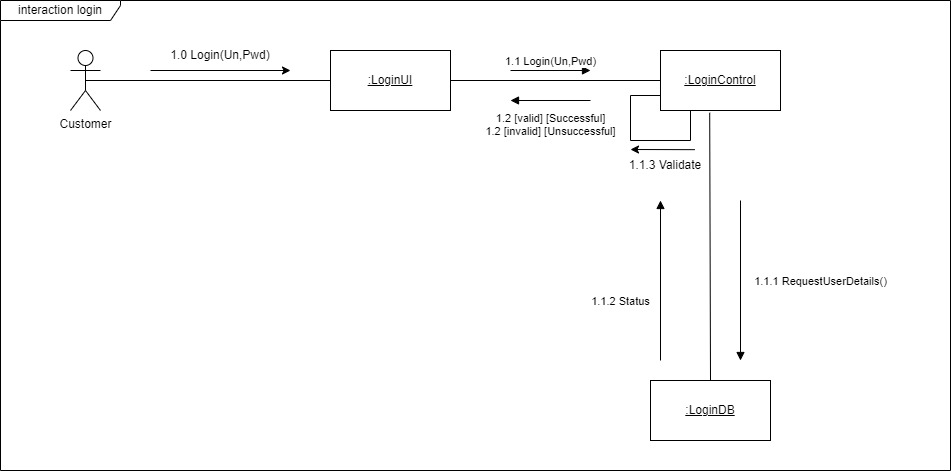 interaction login
1.0 Login(Un,Pwd)
1.1 Login(Un,Pwd)
:LoginUI
:LoginControl
Customer
1.2 [valid] [Successful]
1.2 [invalid] [Unsuccessful]
1.1.3 Validate
1.1.1 RequestUserDetails()
1.1.2 Status
:LoginDB